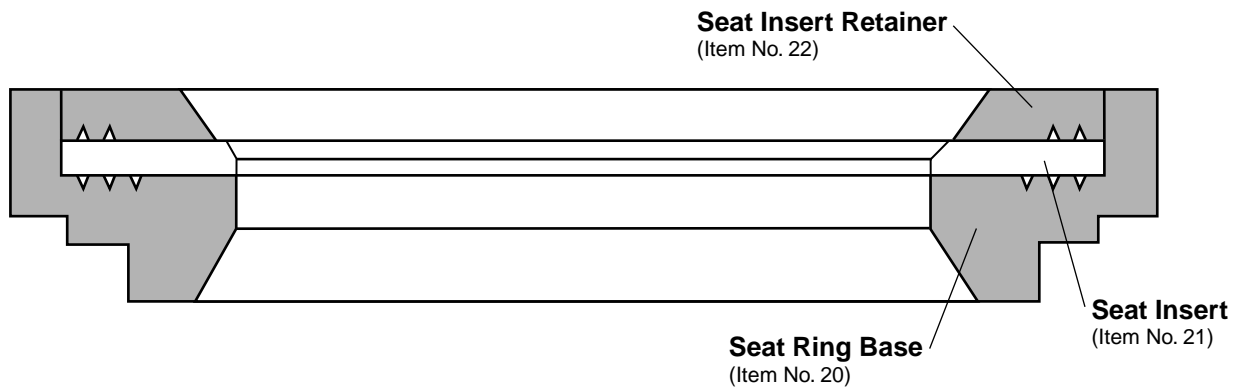 Seat Insert Retainer
(Item No. 22)
Seat Insert
(Item No. 21)
Seat Ring Base
(Item No. 20)